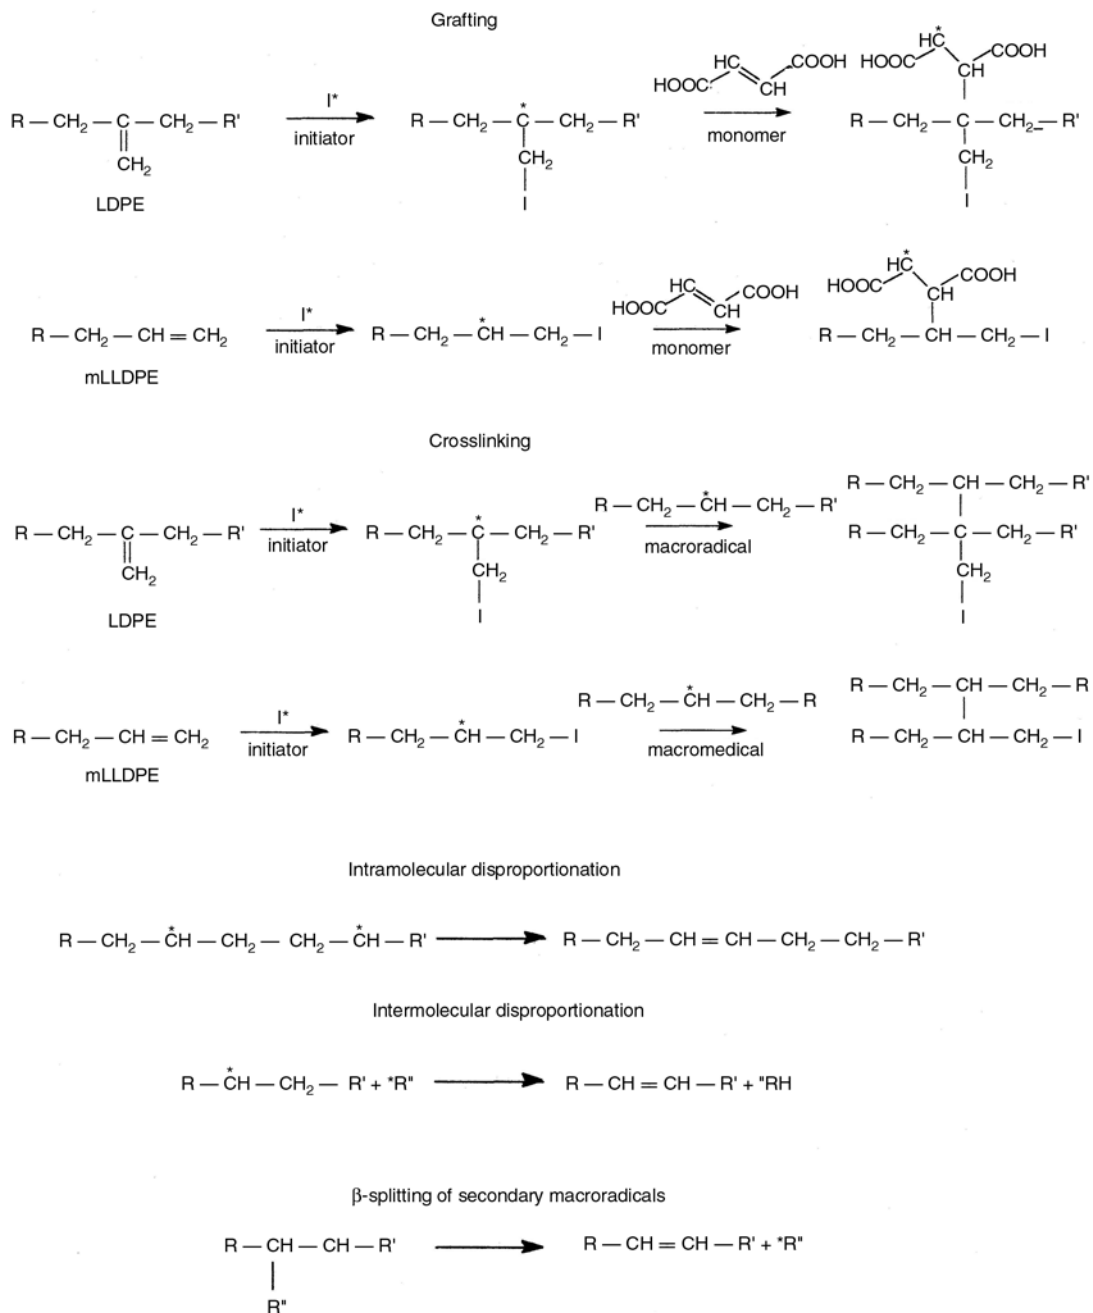 Grafting
HC COOH HOOC CH
HC* COOH HOOC CH
R—CH₂—C—CH₂—R' I* initiator R—CH₂—C*—CH₂—R' monomer R—CH₂—C—CH₂—R'
CH₂ CH₂ CH₂
LDPE I I
HC COOH HOOC CH
HC* COOH HOOC CH
R—CH₂—CH=CH₂ I* initiator R—CH₂—CH*—CH₂—I monomer R—CH₂—CH—CH₂—I
mLLDPE
Crosslinking
R—CH₂—CH*—CH₂—R' R—CH₂—CH—CH₂—R'
R—CH₂—C—CH₂—R' I* initiator R—CH₂—C*—CH₂—R' macroradical R—CH₂—C—CH₂—R'
CH₂ CH₂ CH₂
LDPE I I
R—CH₂—CH*—CH₂—R R—CH₂—CH—CH₂—R
R—CH₂—CH=CH₂ I* initiator R—CH₂—CH*—CH₂—I macromedical R—CH₂—CH—CH₂—I
mLLDPE
Intramolecular disproportionation
R—CH₂—CH*—CH₂—CH₂—CH*—R' R—CH₂—CH=CH—CH₂—CH₂—R'
Intermolecular disproportionation
R—CH*—CH₂—R' + *R" R—CH=CH—R' + "RH
β-splitting of secondary macroradicals
R—CH—CH—R' R—CH=CH—R' + *R"
R"